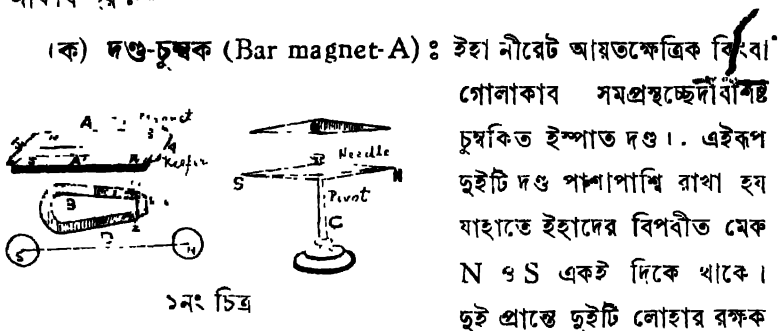 (ক) দণ্ড-চুম্বক (Bar magnet-A) : ইহা নীরেট আয়তক্ষেত্রিক কিংবা
গোলাকাব সমপ্রস্থচ্ছেদবিশিষ্ট
চুম্বকিত ইস্পাত দণ্ড। এইরূপ
দুইটি দণ্ড পাশাপাশি রাখা হয
যাহাতে ইহাদের বিপবীত মেরু
N ও S একই দিকে থাকে।
দুই প্রান্তে দুইটি লোহার রক্ষক
A
S
B
D
S
N
Needle
S
N
Pivot
C
১নং চিত্র